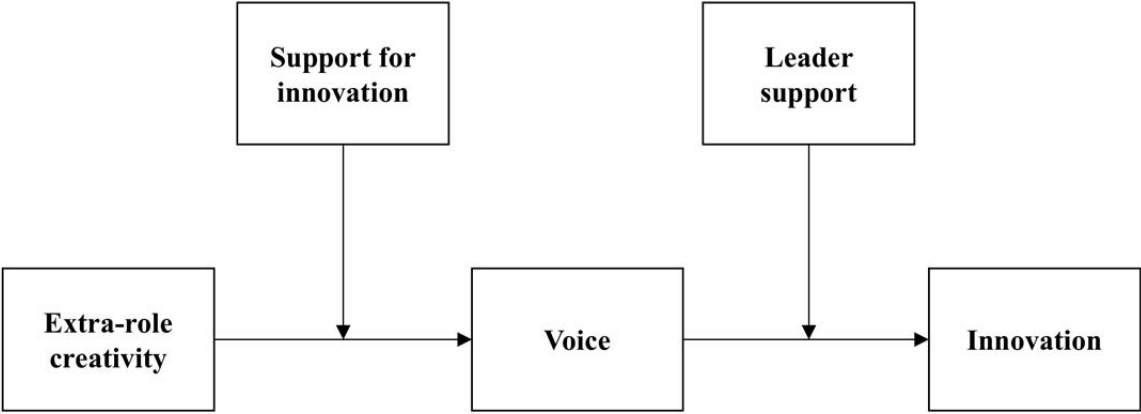 Support for
innovation
Leader
support
Extra-role
creativity
Voice
Innovation